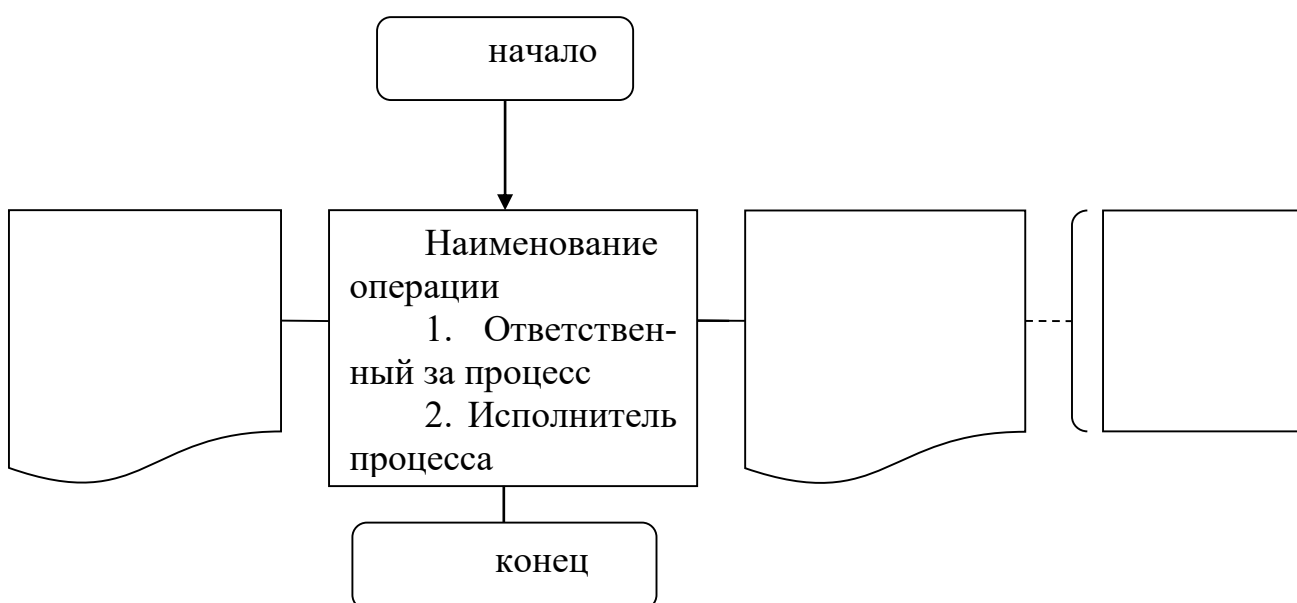 начало
Наименование
операции
1. Ответствен-
ный за процесс
2. Исполнитель
процесса
конец